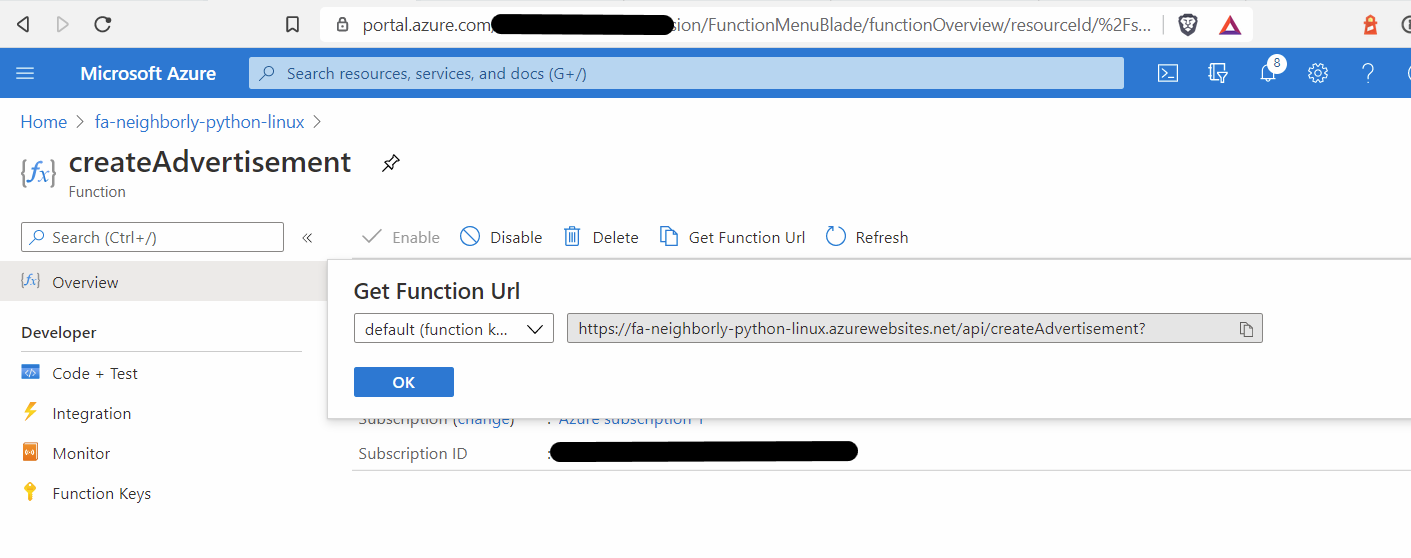 portal.azure.com/ sion/FunctionMenuBlade/functionOverview/resourceId/%2Fs...
Microsoft Azure
Search resources, services, and docs (G+/)
8
Home > fa-neighborly-python-linux >
{fx}
createAdvertisement
Function
Search (Ctrl+/)
«
Enable Disable Delete Get Function Url Refresh
{fx} Overview
Get Function Url
default (function k... https://fa-neighborly-python-linux.azurewebsites.net/api/createAdvertisement?
OK
Developer
Code + Test
Integration
Monitor
Function Keys
Subscription (change) : Azure subscription 1
Subscription ID :